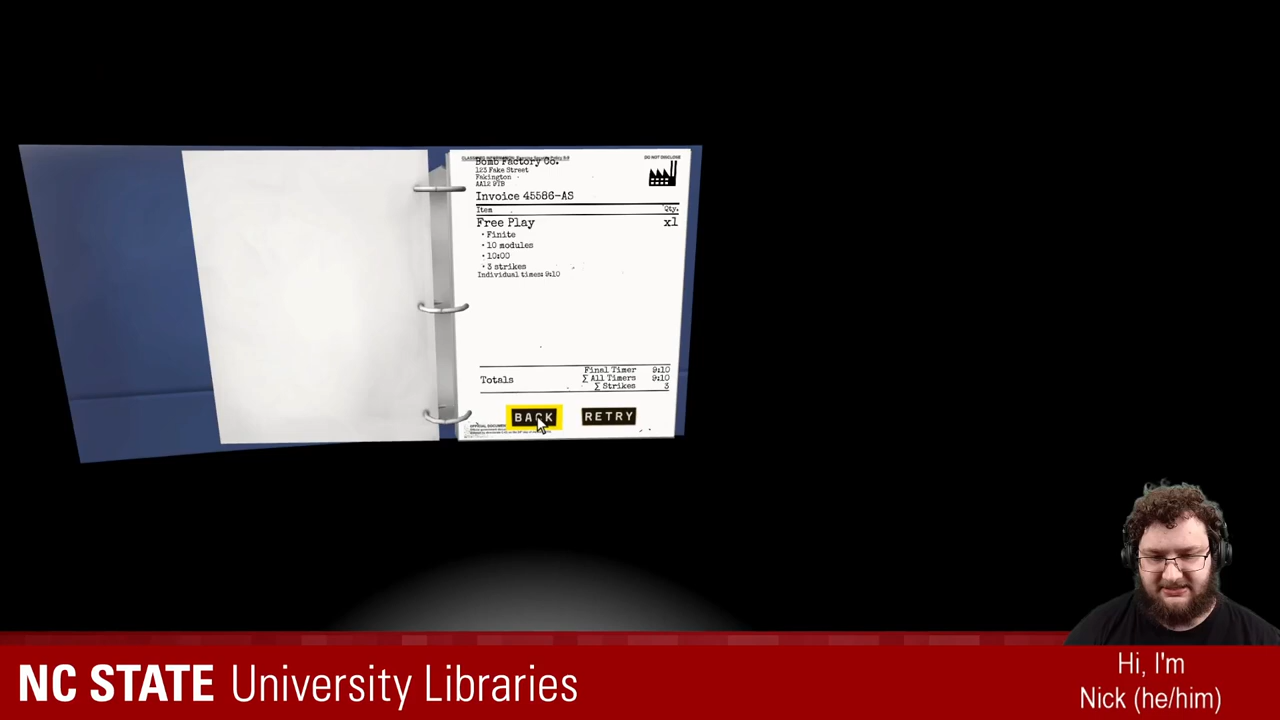 Bomb Factory Co.
DO NOT DISCLOSE
123 Fake Street
Fakington
AA12 9TB
Invoice 45586-AS
Item Qty.
Free Play x1
• Finite
• 10 modules
• 10:00
• 3 strikes
Individual times: 9:10
Final Timer 9:10
Totals ∑ All Timers 9:10
∑ Strikes 3
BACK RETRY
NC STATE University Libraries
Hi, I'm
Nick (he/him)